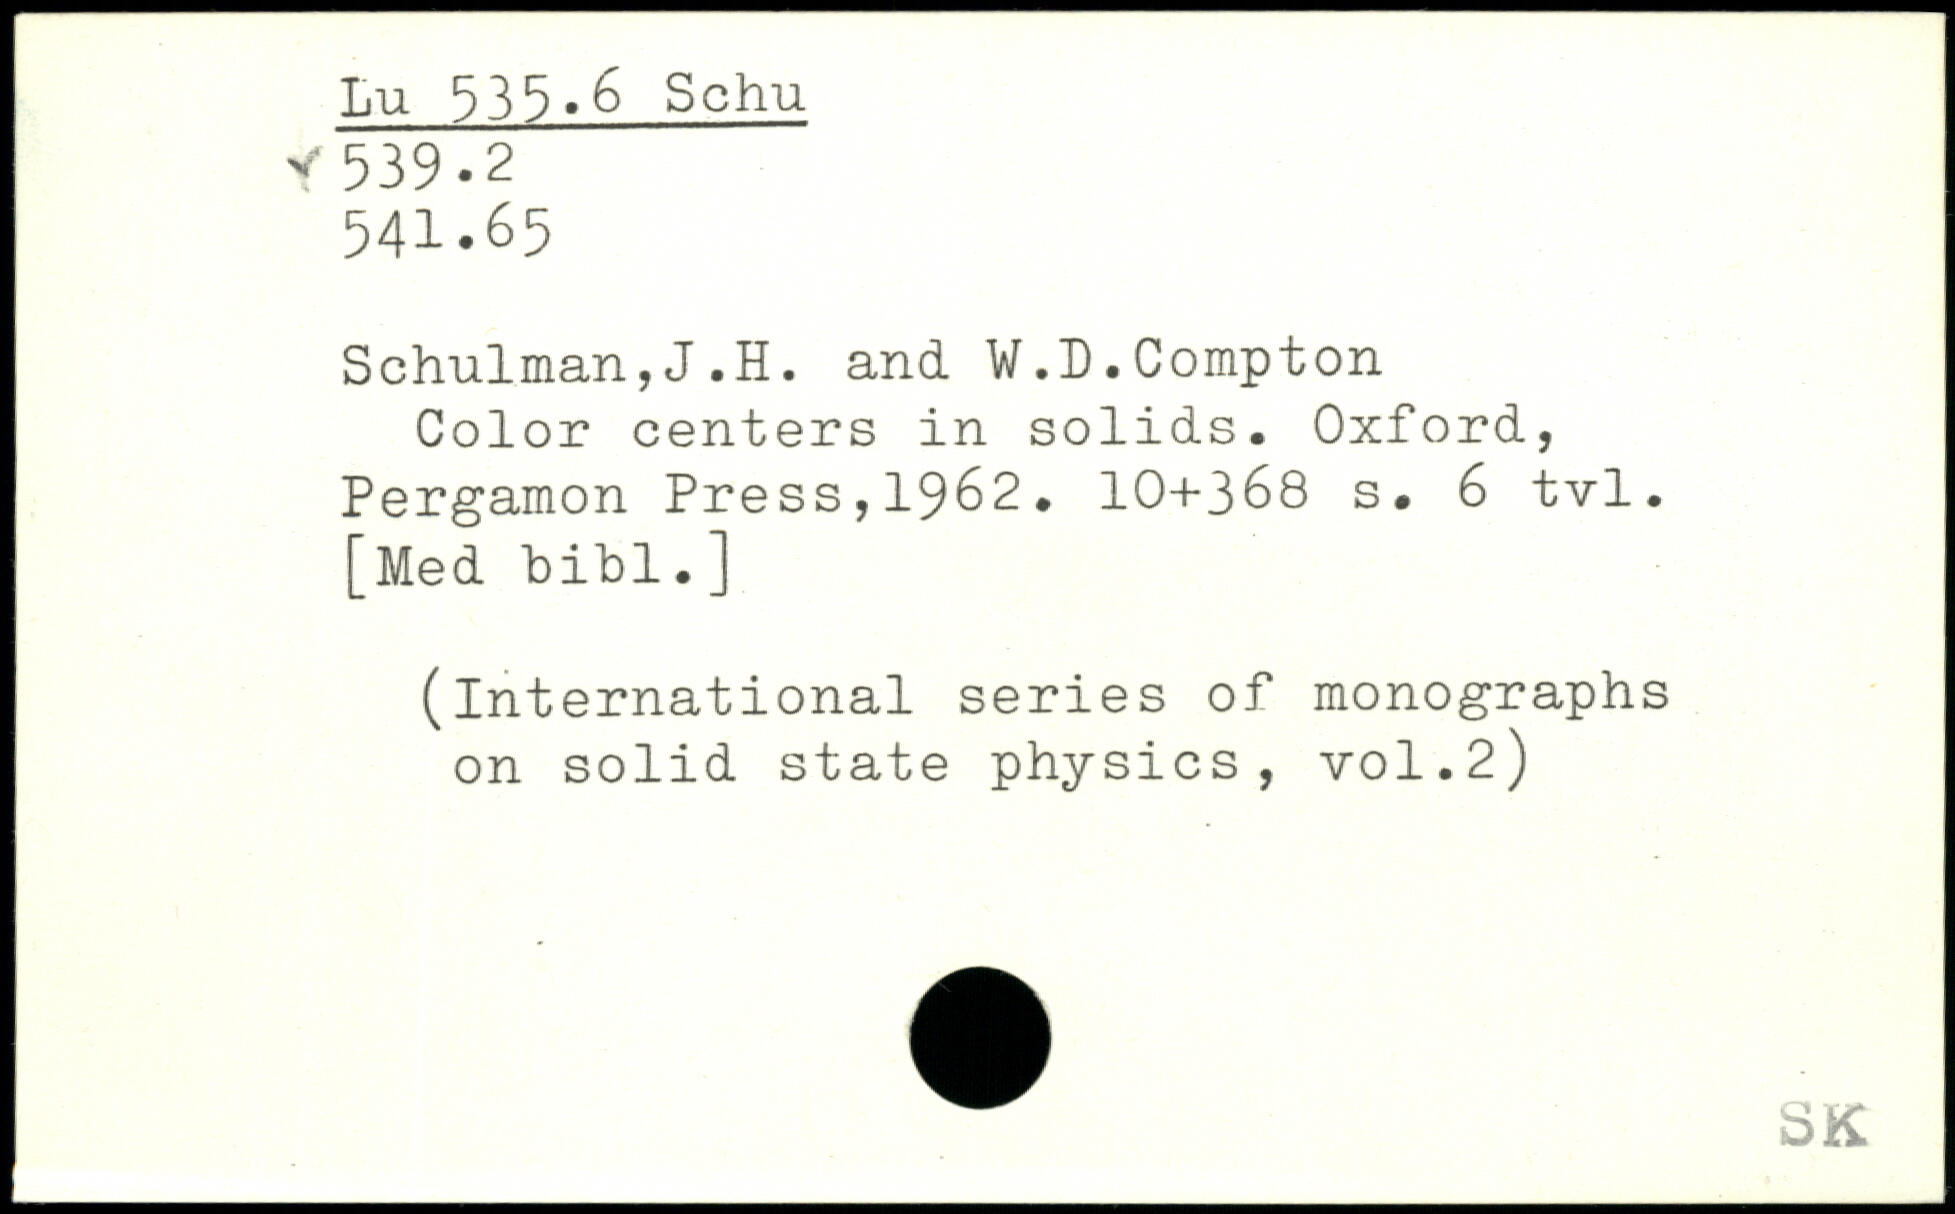 Lu 535.6 Schu
539.2
541.65
Schulman,J.H. and W.D.Compton
Color centers in solids. Oxford,
Pergamon Press,1962. 10+368 s. 6 tvl.
[Med bibl.]
(International series of monographs
on solid state physics, vol.2)
SK